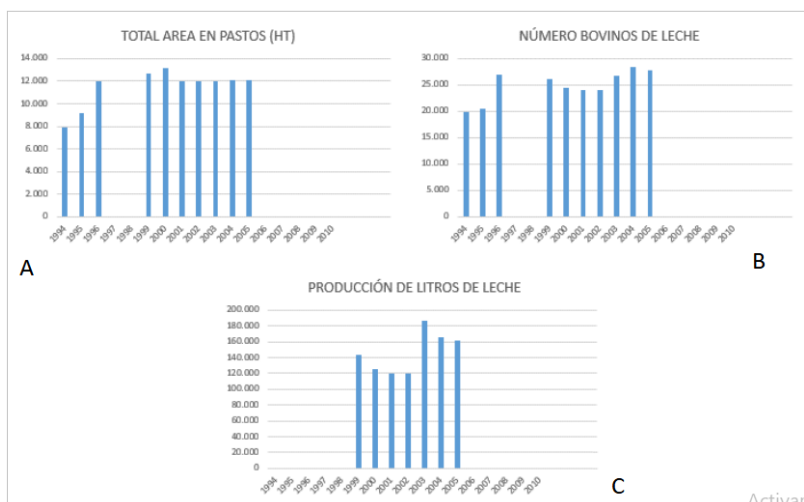 TOTAL AREA EN PASTOS (HT)
14.000
12.000
10.000
8.000
6.000
4.000
2.000
0
1994 1995 1996 1997 1998 1999 2000 2001 2002 2003 2004 2005 2006 2007 2008 2009 2010
A
NÚMERO BOVINOS DE LECHE
30.000
25.000
20.000
15.000
10.000
5.000
0
1994 1995 1996 1997 1998 1999 2000 2001 2002 2003 2004 2005 2006 2007 2008 2009 2010
B
PRODUCCIÓN DE LITROS DE LECHE
200.000
180.000
160.000
140.000
120.000
100.000
80.000
60.000
40.000
20.000
0
1994 1995 1996 1997 1998 1999 2000 2001 2002 2003 2004 2005 2006 2007 2008 2009 2010
C
Activar